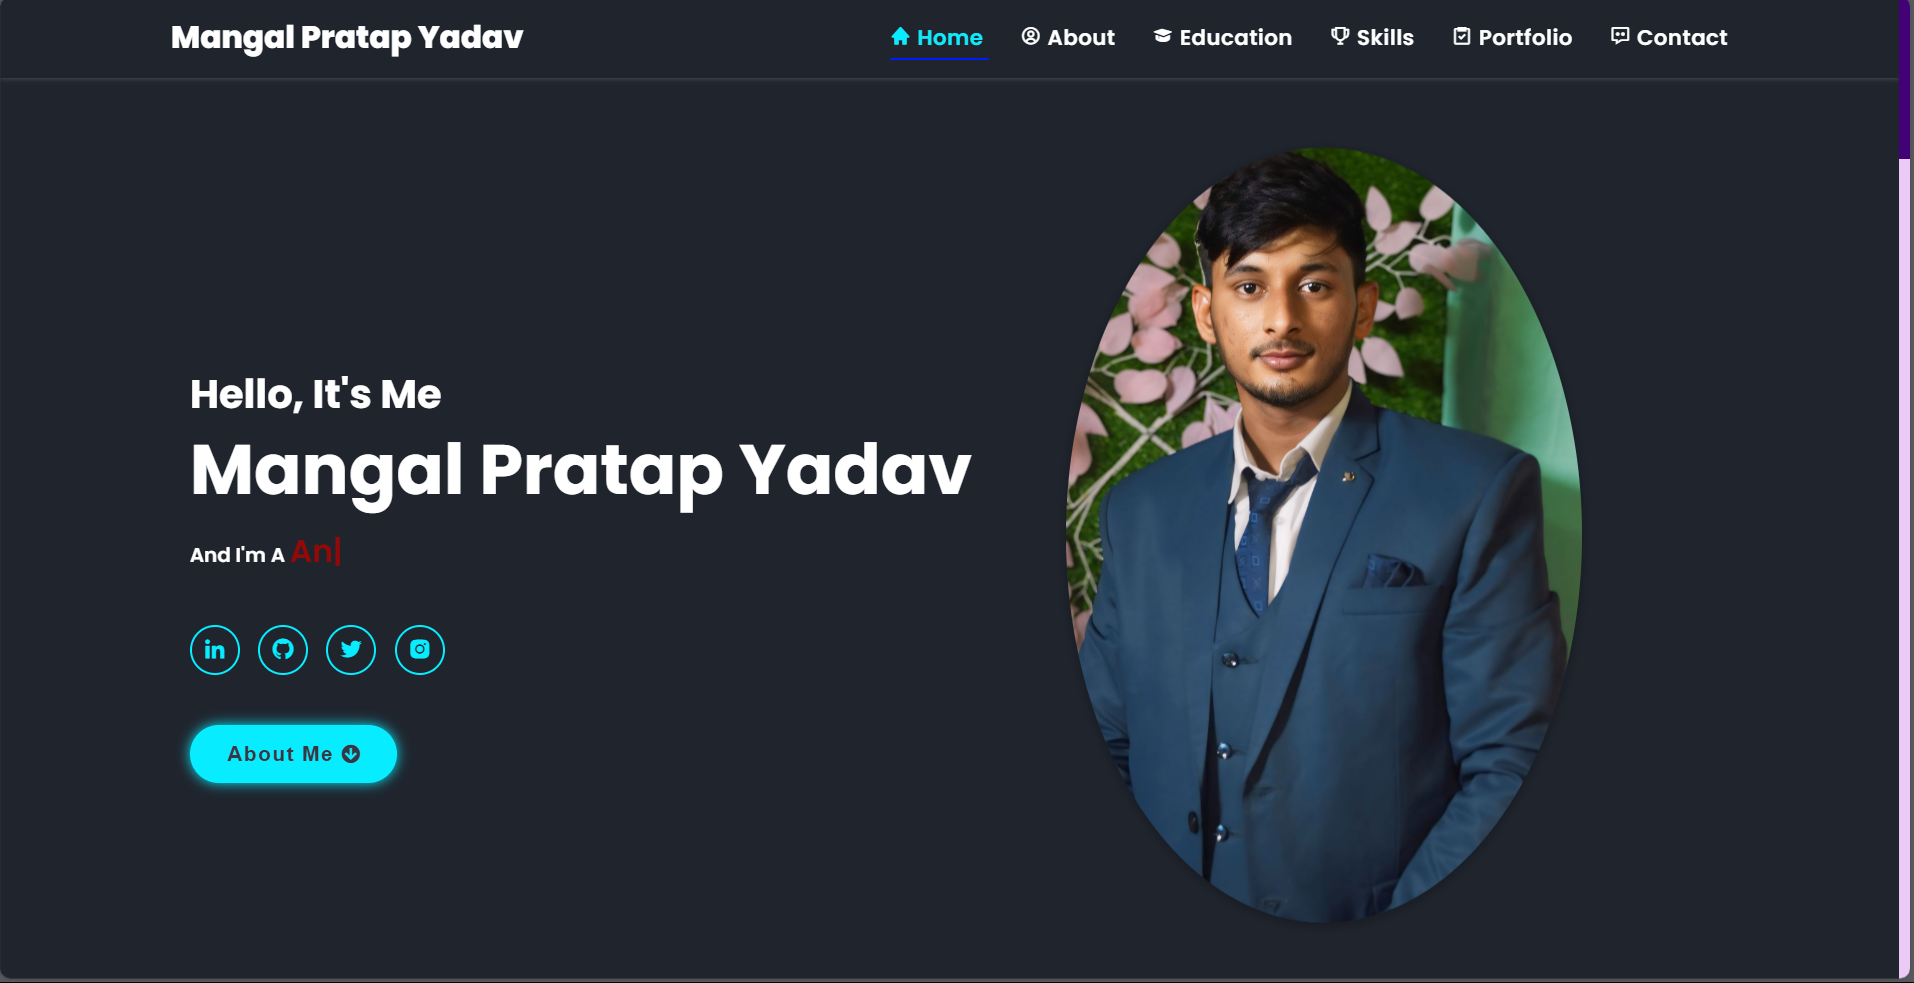 Mangal Pratap Yadav
Home About Education Skills Portfolio Contact
Hello, It's Me
Mangal Pratap Yadav
And I'm A An|
in
About Me